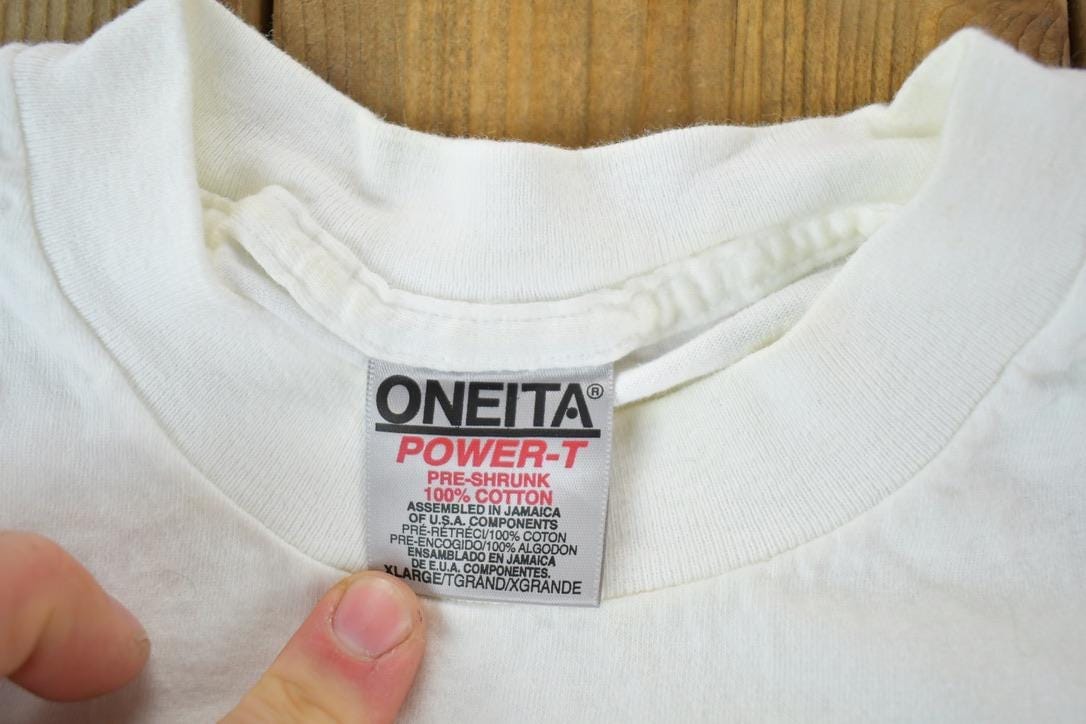 ONEITA®
POWER-T
PRE-SHRUNK
100% COTTON
ASSEMBLED IN JAMAICA
OF U.S.A. COMPONENTS
PRÉ-RÉTRÉCI/100% COTON
PRE-ENCOGIDO/100% ALGODON
ENSAMBLADO EN JAMAICA
DE E.U.A. COMPONENTES.
XLARGE/TGRAND/XGRANDE